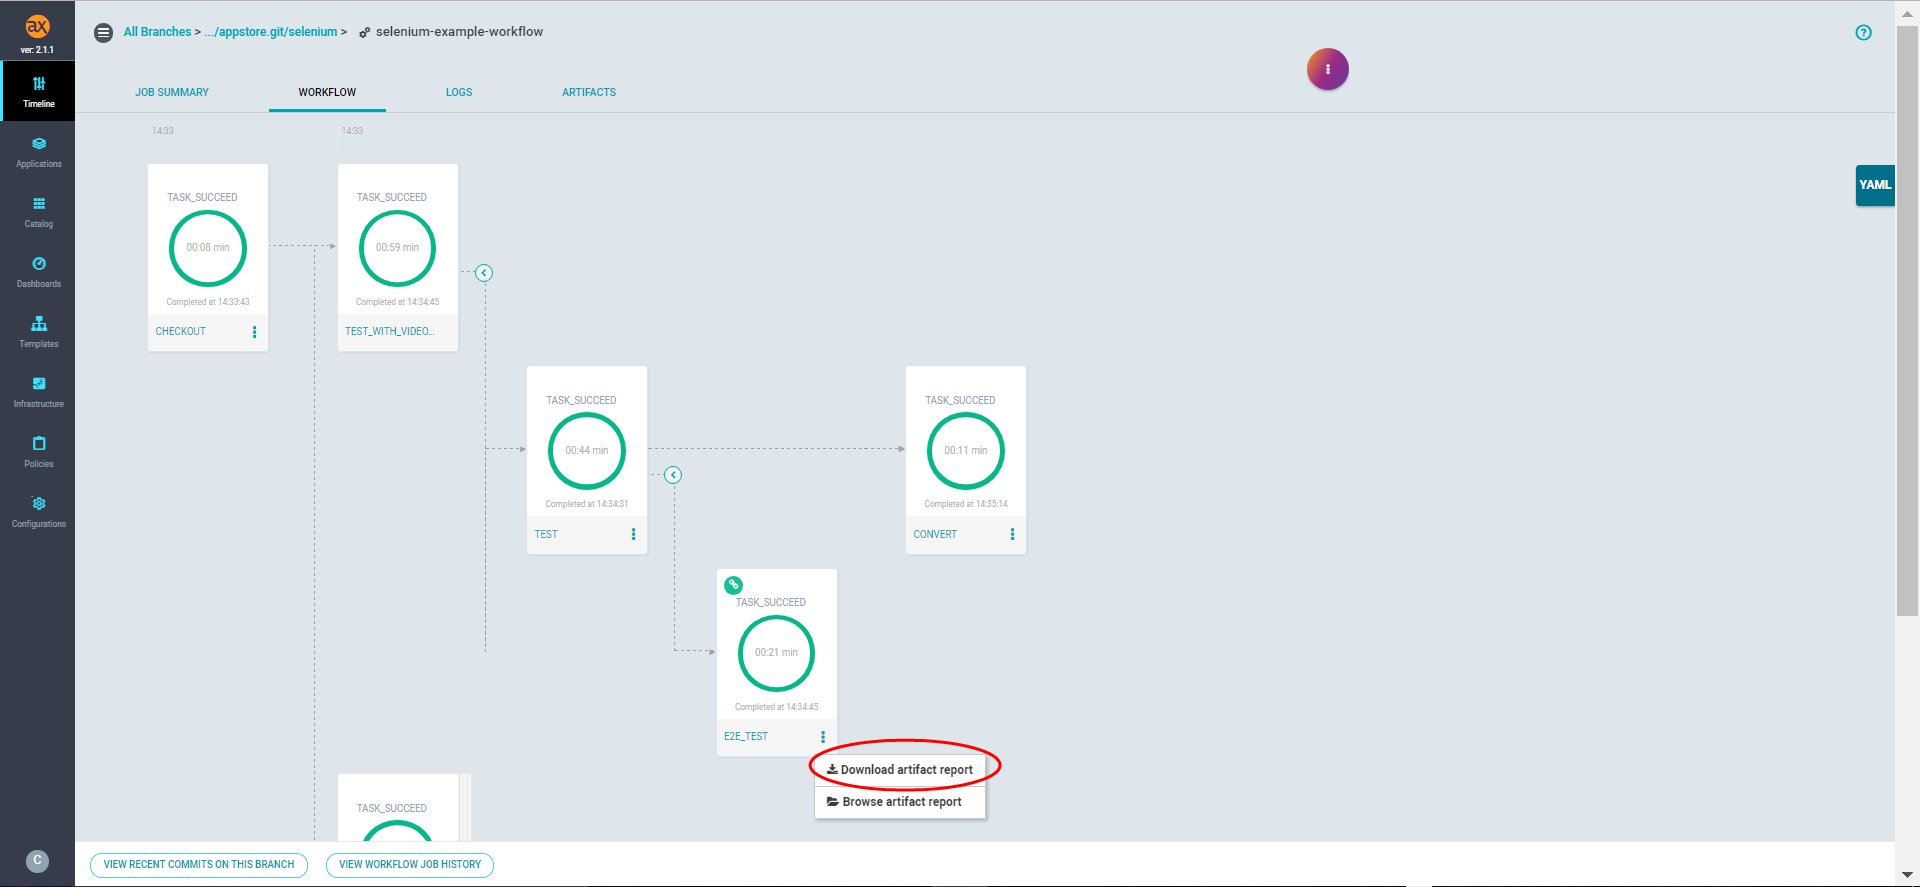 ax
ver: 2.1.1
Timeline
Applications
Catalog
Dashboards
Templates
Infrastructure
Policies
Configurations
C
All Branches > .../appstore.git/selenium > selenium-example-workflow
?
JOB SUMMARY WORKFLOW LOGS ARTIFACTS
14:33 14:33
YAML
TASK_SUCCEED
00:08 min
Completed at 14:33:43
CHECKOUT
TASK_SUCCEED
00:59 min
Completed at 14:34:45
TEST_WITH_VIDEO...
TASK_SUCCEED
00:44 min
Completed at 14:34:31
TEST
TASK_SUCCEED
00:11 min
Completed at 14:35:14
CONVERT
TASK_SUCCEED
00:21 min
Completed at 14:34:45
E2E_TEST
Download artifact report
Browse artifact report
TASK_SUCCEED
VIEW RECENT COMMITS ON THIS BRANCH VIEW WORKFLOW JOB HISTORY